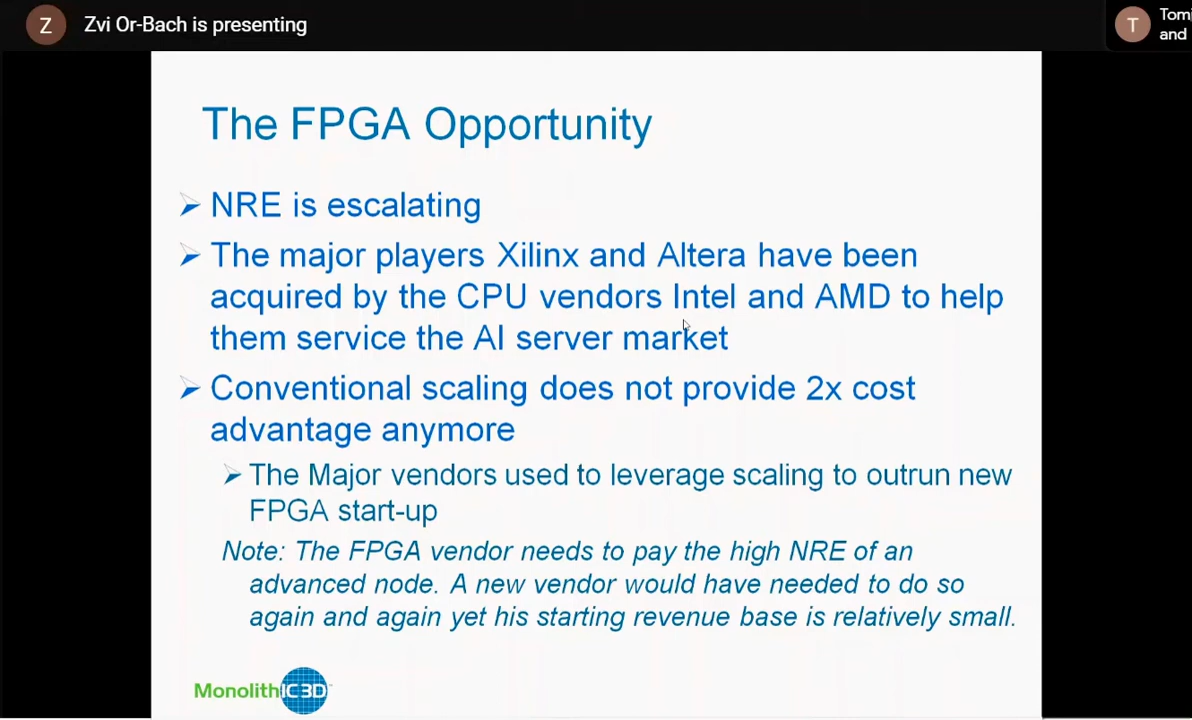 Z
Zvi Or-Bach is presenting
T
Tomi
and
The FPGA Opportunity
NRE is escalating
The major players Xilinx and Altera have been
acquired by the CPU vendors Intel and AMD to help
them service the AI server market
Conventional scaling does not provide 2x cost
advantage anymore
The Major vendors used to leverage scaling to outrun new
FPGA start-up
Note: The FPGA vendor needs to pay the high NRE of an
advanced node. A new vendor would have needed to do so
again and again yet his starting revenue base is relatively small.
MonolithIC3D™